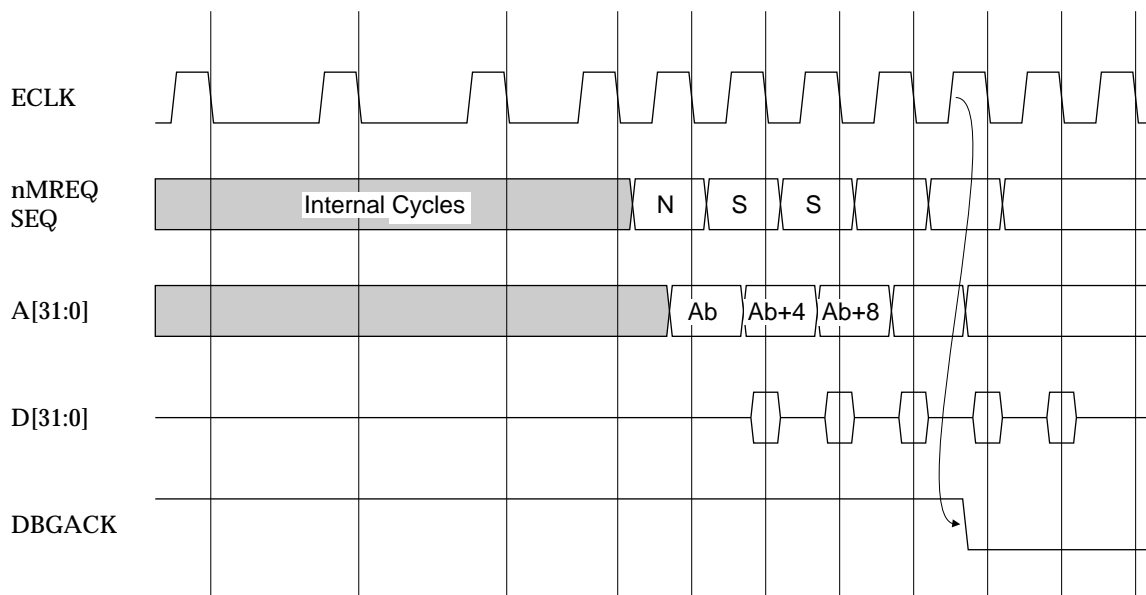 ECLK
nMREQ
SEQ
Internal Cycles
N
S
S
A[31:0]
Ab
Ab+4
Ab+8
D[31:0]
DBGACK